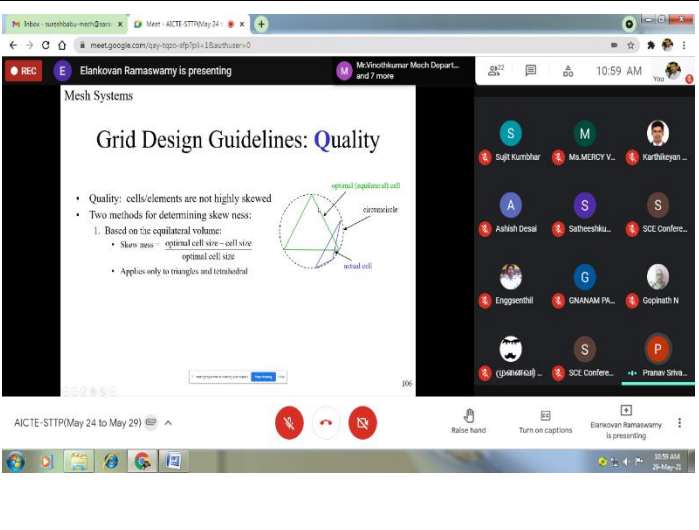 Inbox - sureshbabu-mech@saran
Meet - AICTE-STTP(May 24 t
meet.google.com/qay-tqzo-sfp?pli=1&authuser=0
REC
E Elankovan Ramaswamy is presenting
M Mr.Vinothkumar Mech Depart...
and 7 more
22
10:59 AM
You
Mesh Systems
Grid Design Guidelines: Quality
• Quality: cells/elements are not highly skewed
• Two methods for determining skew ness:
1. Based on the equilateral volume:
• Skew ness = optimal cell size – cell size
optimal cell size
• Applies only to triangles and tetrahedral
optimal (equilateral) cell
circumcircle
actual cell
106
S
Sujit Kumbhar
M
Ms.MERCY V...
Karthikeyan ...
A
Ashish Desai
S
Satheeshku...
S
SCE Confere...
Enggsenthil
G
GNANAM PA...
Gopinath N
(முனைவர்) ...
S
SCE Confere...
P
Pranav Sriva...
AICTE-STTP(May 24 to May 29)
Raise hand
Turn on captions
Elankovan Ramaswamy
is presenting
10:59 AM
29-May-21